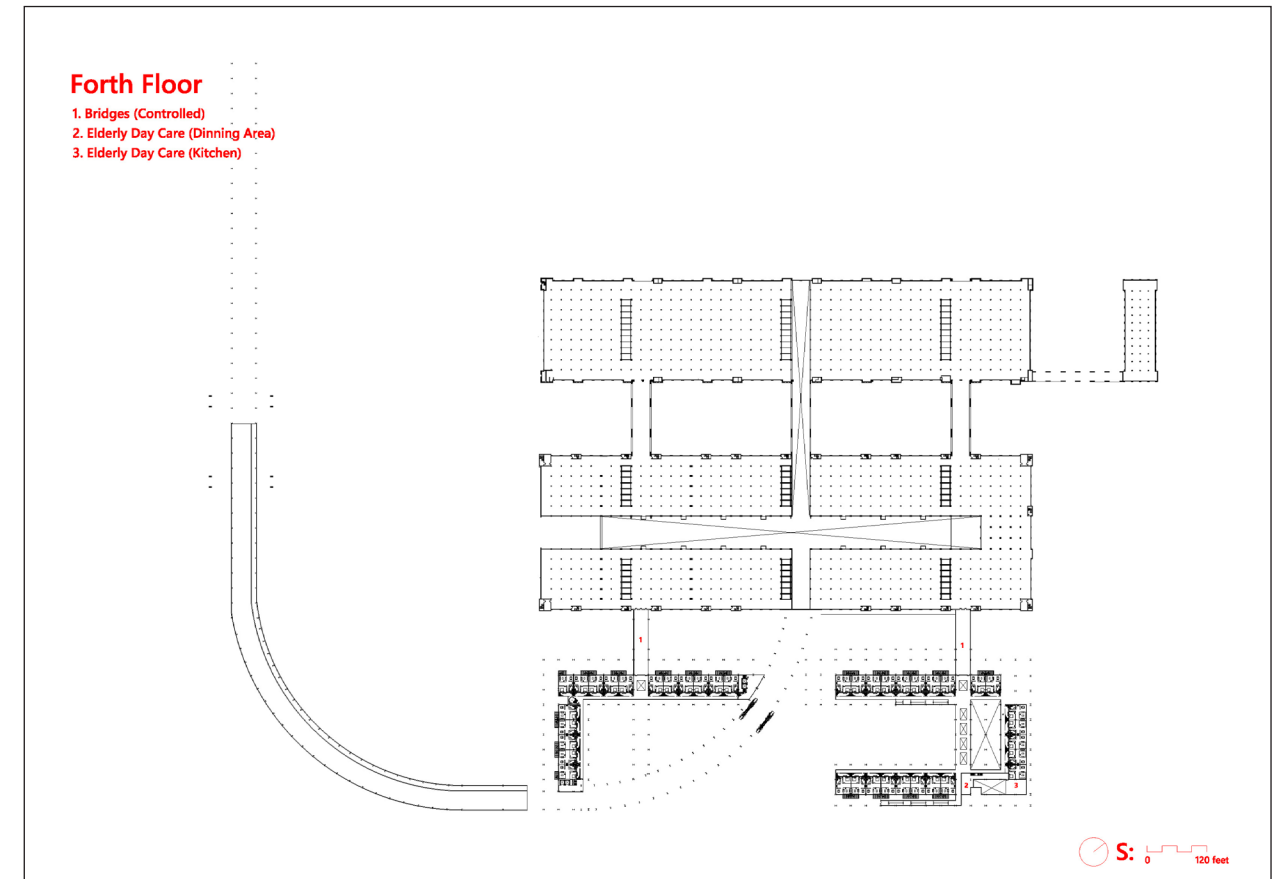 Forth Floor
1. Bridges (Controlled)
2. Elderly Day Care (Dinning Area)
3. Elderly Day Care (Kitchen)
1
1
2
3
S:
0
120 feet